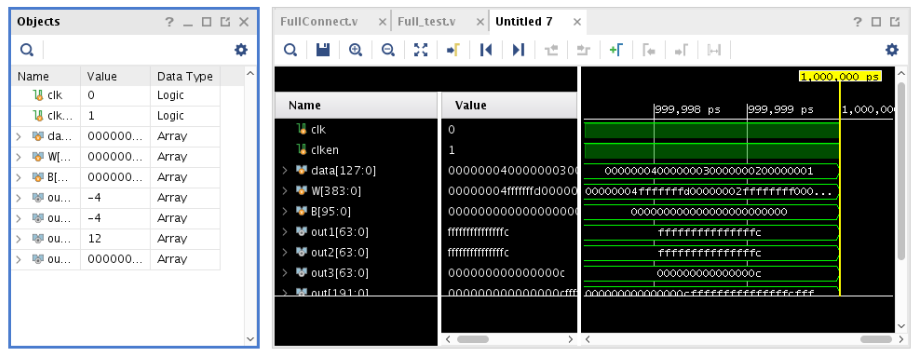 Objects
Name Value Data Type
clk 0 Logic
clk... 1 Logic
da... 000000... Array
W[... 000000... Array
B[... 000000... Array
ou... -4 Array
ou... -4 Array
ou... 12 Array
ou... 000000... Array
FullConnect.v Full_test.v Untitled 7
1,000,000 ps
Name Value 999,998 ps 999,999 ps 1,000,00
clk 0
clken 1
data[127:0] 00000004000000030 00000004000000030000000200000001
W[383:0] 00000004fffffffd00000 00000004fffffffd00000002ffffffff000...
B[95:0] 000000000000000000 000000000000000000000000
out1[63:0] fffffffffffffffc fffffffffffffffc
out2[63:0] fffffffffffffffc fffffffffffffffc
out3[63:0] 000000000000000c 000000000000000c
out[191:0] 000000000000000cffff 000000000000000cfffffffffffffffcfff